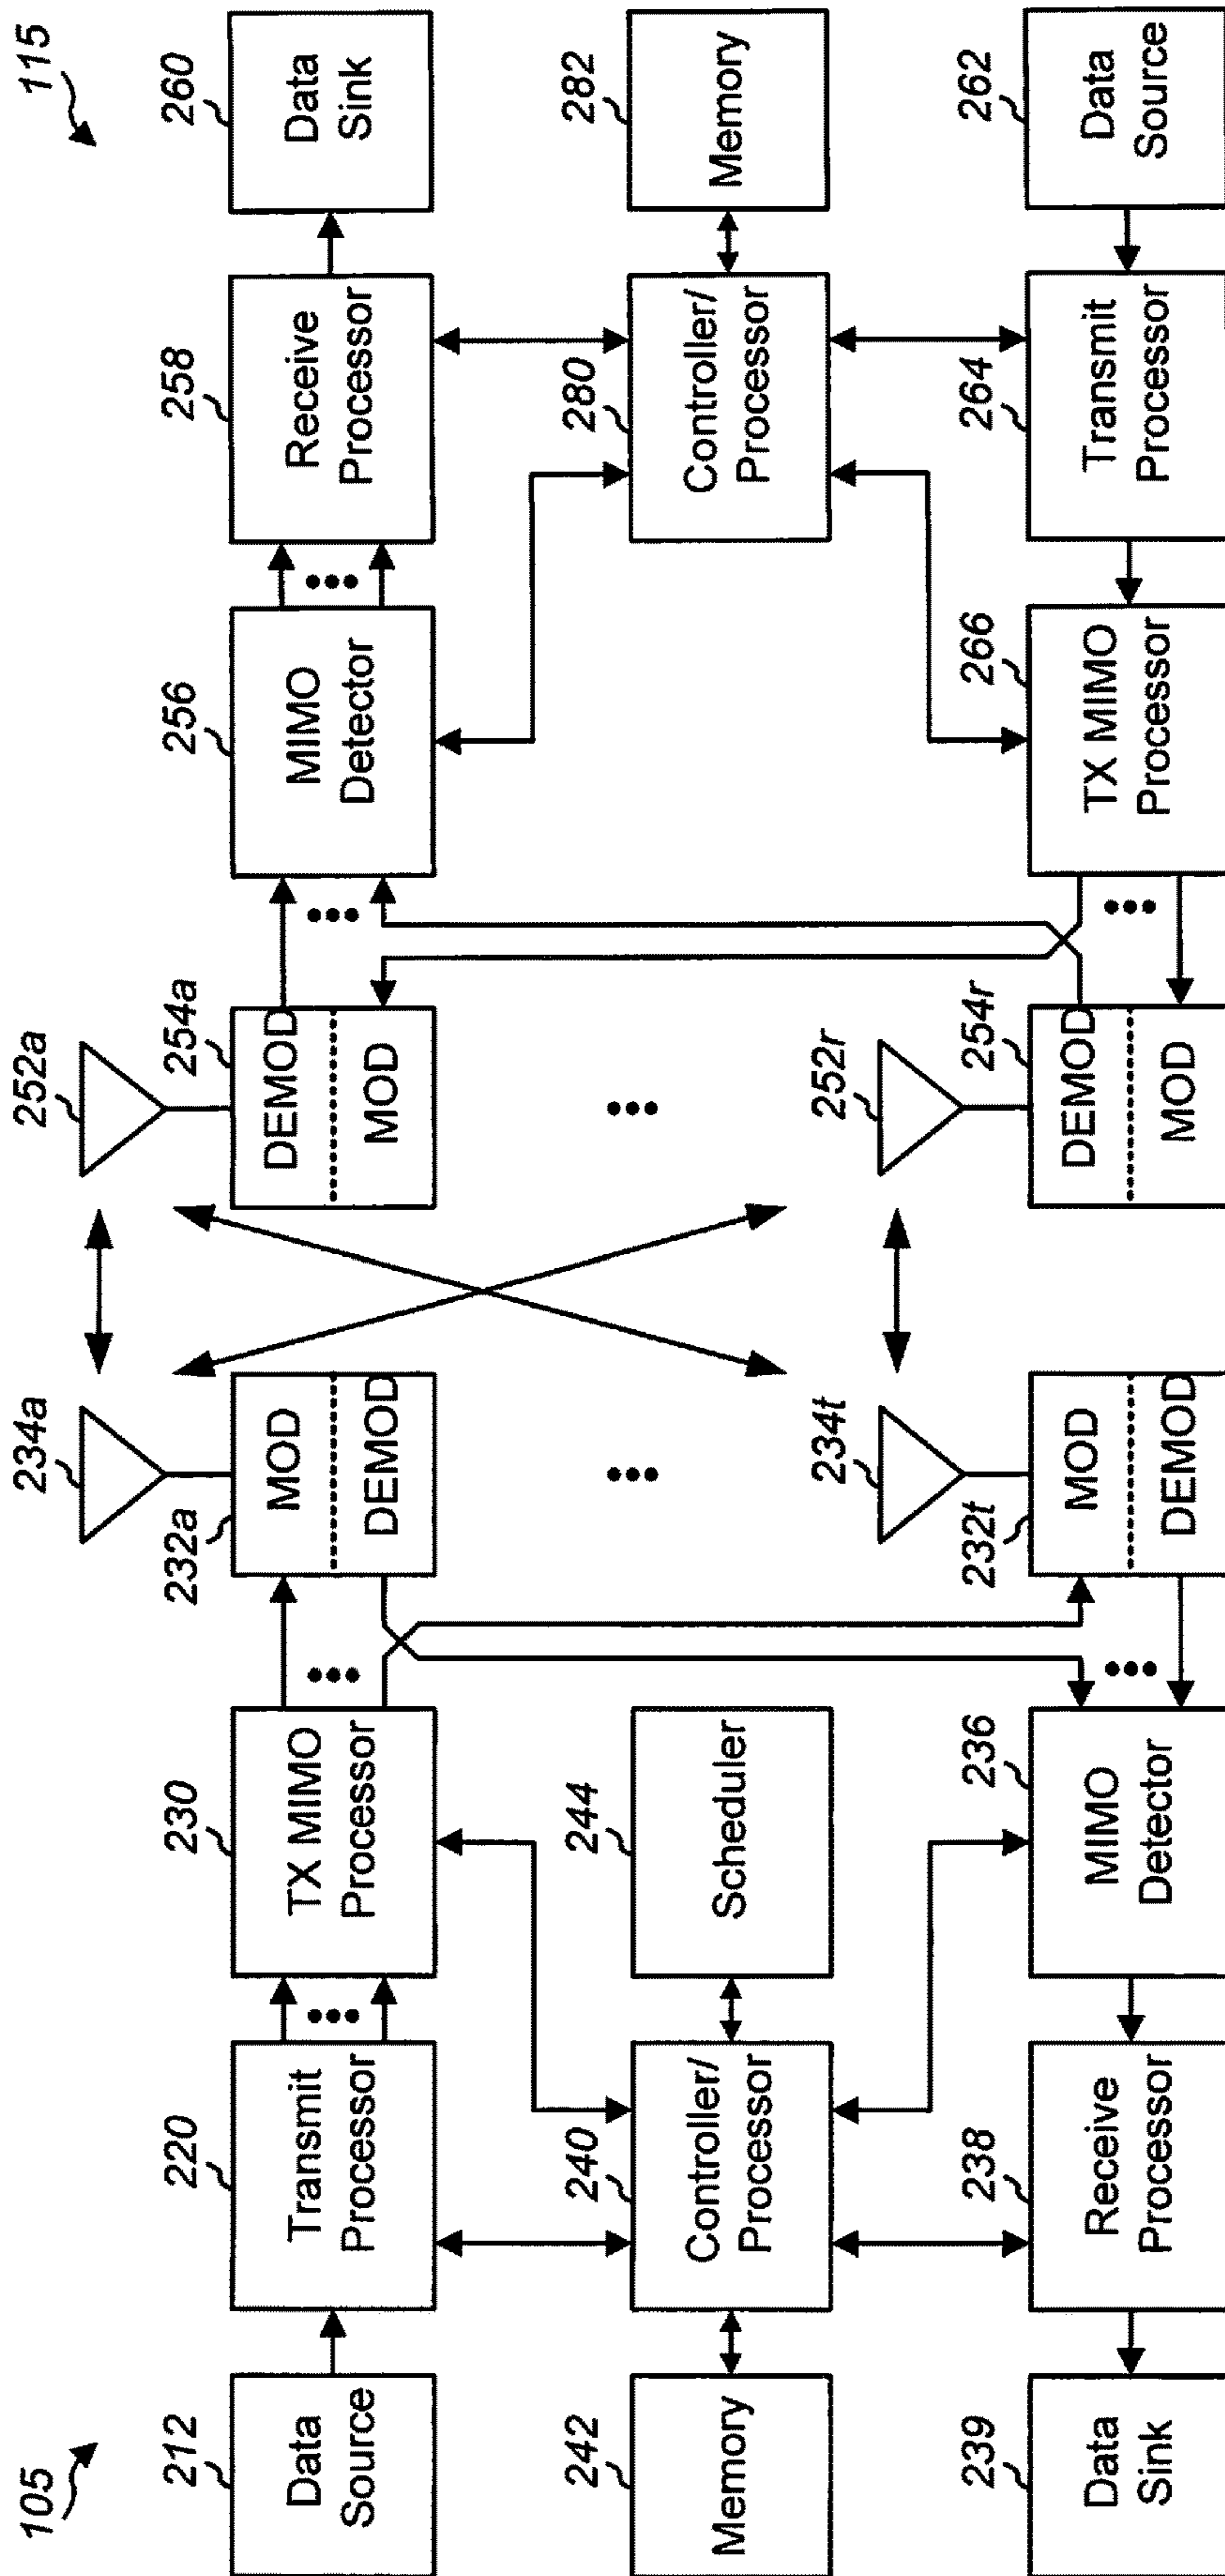 105
212
Data
Source
220
Transmit
Processor
230
TX MIMO
Processor
232a
MOD
DEMOD
234a
242
Memory
240
Controller/
Processor
244
Scheduler
239
Data
Sink
238
Receive
Processor
236
MIMO
Detector
232t
MOD
DEMOD
234t
115
252a
254a
DEMOD
MOD
256
MIMO
Detector
258
Receive
Processor
260
Data
Sink
280
Controller/
Processor
282
Memory
252r
254r
DEMOD
MOD
266
TX MIMO
Processor
264
Transmit
Processor
262
Data
Source